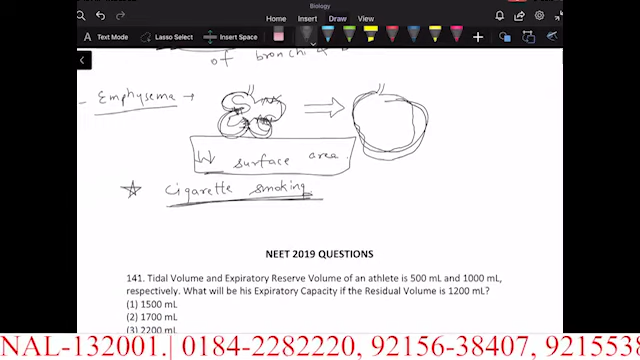 Biology
Home Insert Draw View
Text Mode Lasso Select Insert Space
of bronchi &
- Emphysema →
↓↓ surface area.
☆ Cigarette smoking.
NEET 2019 QUESTIONS
141. Tidal Volume and Expiratory Reserve Volume of an athlete is 500 mL and 1000 mL,
respectively. What will be his Expiratory Capacity if the Residual Volume is 1200 mL?
(1) 1500 mL
(2) 1700 mL
(3) 2200 mL
NAL-132001.| 0184-2282220, 92156-38407, 9215538